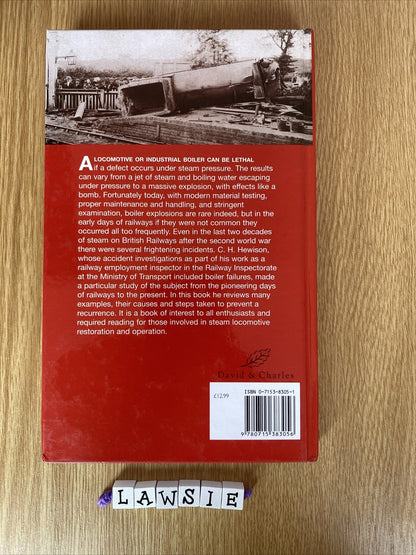 A LOCOMOTIVE OR INDUSTRIAL BOILER CAN BE LETHAL
if a defect occurs under steam pressure. The results
can vary from a jet of steam and boiling water escaping
under pressure to a massive explosion, with effects like a
bomb. Fortunately today, with modern material testing,
proper maintenance and handling, and stringent
examination, boiler explosions are rare indeed, but in the
early days of railways if they were not common they
occurred all too frequently. Even in the last two decades
of steam on British Railways after the second world war
there were several frightening incidents. C. H. Hewison,
whose accident investigations as part of his work as a
railway employment inspector in the Railway Inspectorate
at the Ministry of Transport included boiler failures, made
a particular study of the subject from the pioneering days
of railways to the present. In this book he reviews many
examples, their causes and steps taken to prevent a
recurrence. It is a book of interest to all enthusiasts and
required reading for those involved in steam locomotive
restoration and operation.
David & Charles
ISBN 0-7153-8305-1
£12.99
9 780715 383056
LAWSIE